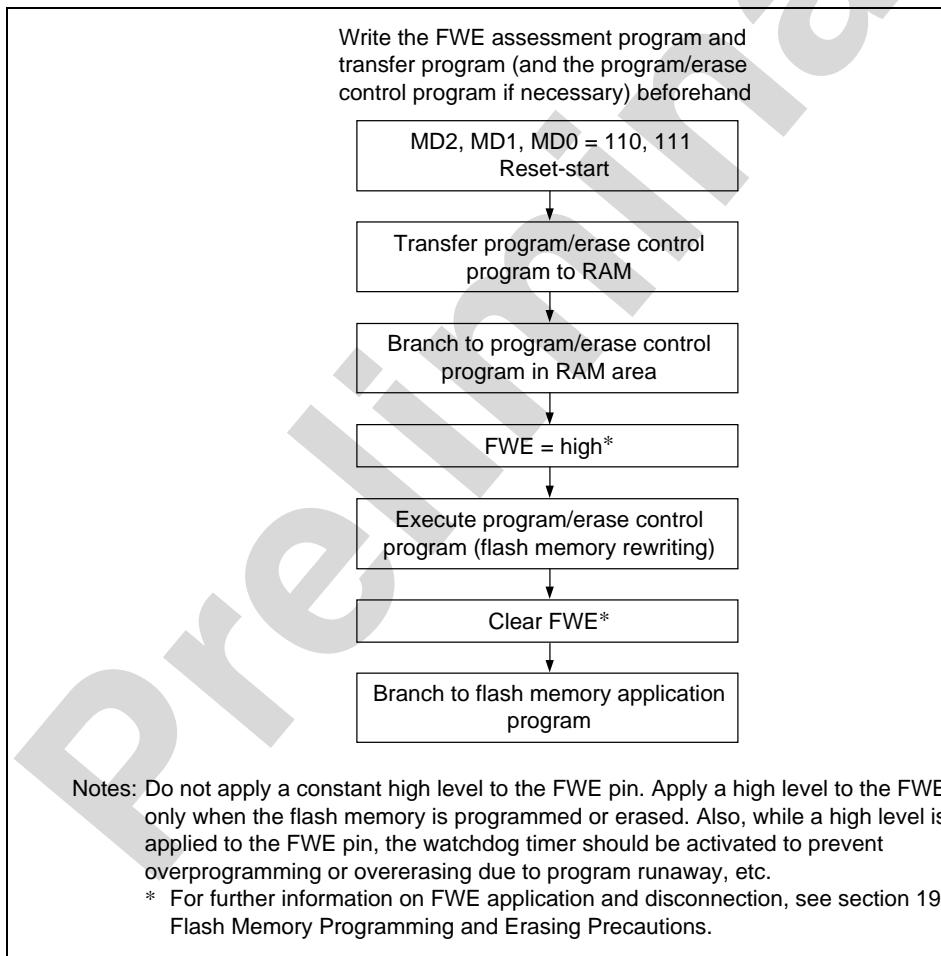 Write the FWE assessment program and
transfer program (and the program/erase
control program if necessary) beforehand
MD2, MD1, MD0 = 110, 111
Reset-start
Transfer program/erase control
program to RAM
Branch to program/erase control
program in RAM area
FWE = high*
Execute program/erase control
program (flash memory rewriting)
Clear FWE*
Branch to flash memory application
program
Notes: Do not apply a constant high level to the FWE pin. Apply a high level to the FWE
only when the flash memory is programmed or erased. Also, while a high level is
applied to the FWE pin, the watchdog timer should be activated to prevent
overprogramming or overerasing due to program runaway, etc.
* For further information on FWE application and disconnection, see section 19
Flash Memory Programming and Erasing Precautions.